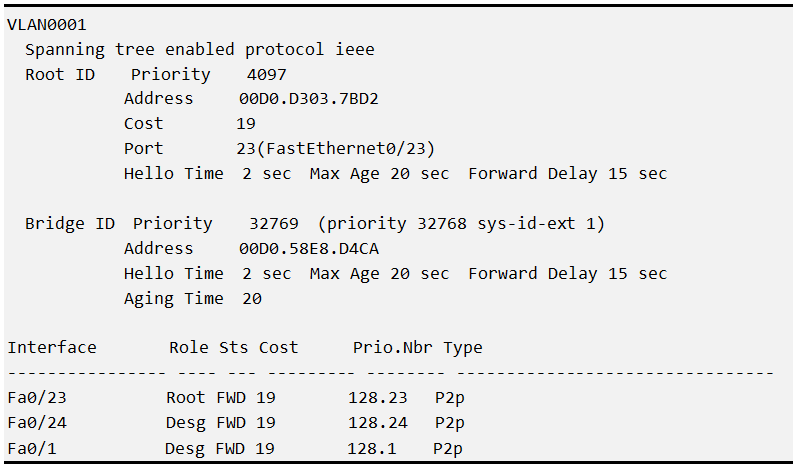 VLAN0001
Spanning tree enabled protocol ieee
Root ID Priority 4097
Address 00D0.D303.7BD2
Cost 19
Port 23(FastEthernet0/23)
Hello Time 2 sec Max Age 20 sec Forward Delay 15 sec
Bridge ID Priority 32769 (priority 32768 sys-id-ext 1)
Address 00D0.58E8.D4CA
Hello Time 2 sec Max Age 20 sec Forward Delay 15 sec
Aging Time 20
Interface Role Sts Cost Prio.Nbr Type
---------------- ---- --- --------- -------- --------------------------------
Fa0/23 Root FWD 19 128.23 P2p
Fa0/24 Desg FWD 19 128.24 P2p
Fa0/1 Desg FWD 19 128.1 P2p